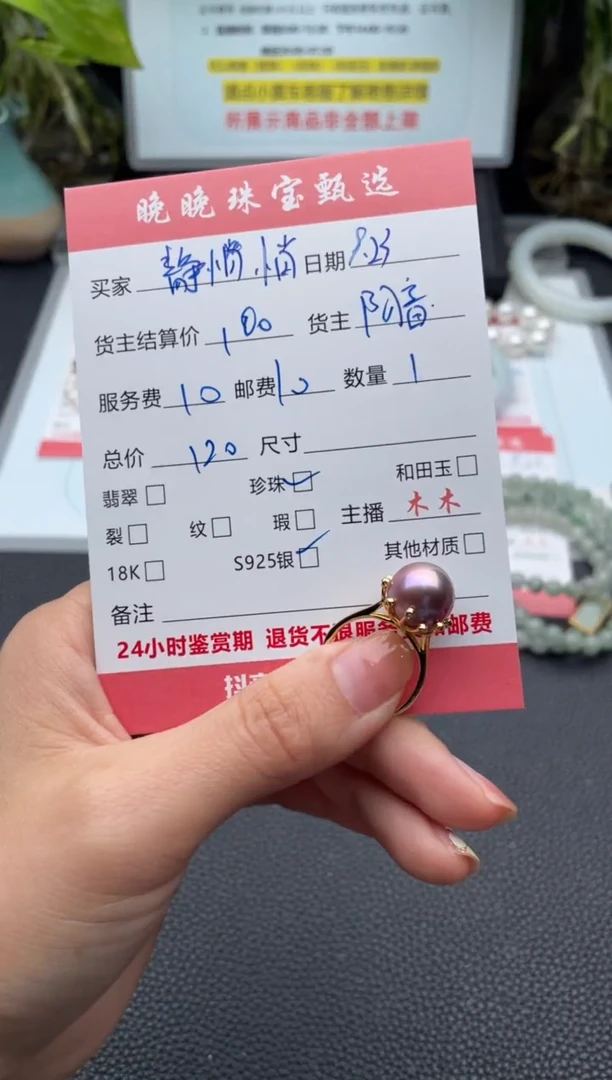 晚晚珠宝甄选
买家 静悄悄 日期 8.23
货主结算价 100 货主
服务费 10 邮费 10 数量 1
总价 120 尺寸
翡翠 珍珠 和田玉
裂 纹 瑕 主播 木木
18K S925银 其他材质
备注
24小时鉴赏期 退货不退服务 邮费